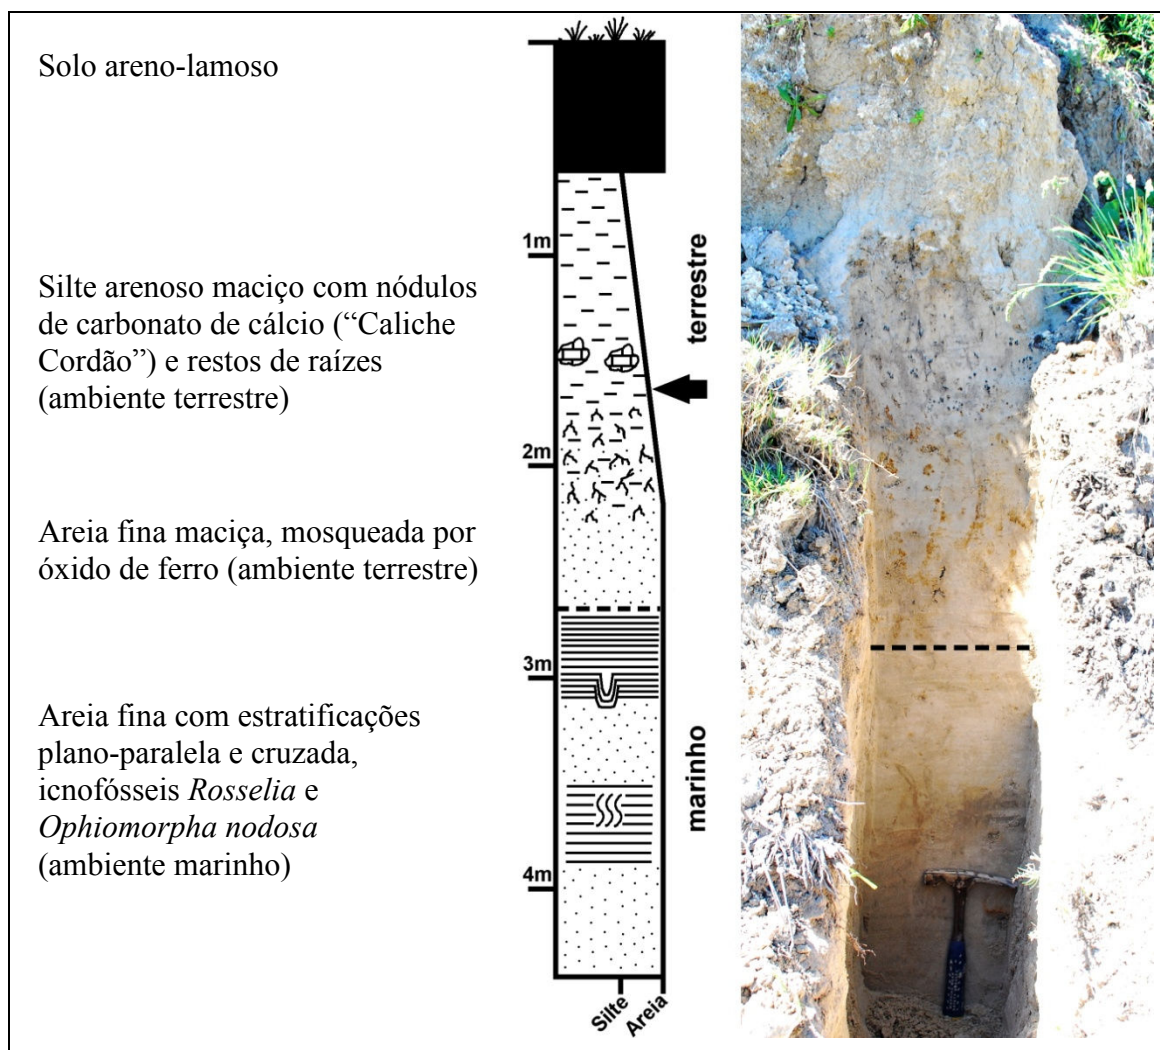 Solo areno-lamoso
Silte arenoso maciço com nódulos
de carbonato de cálcio (“Caliche
Cordão”) e restos de raízes
(ambiente terrestre)
Areia fina maciça, mosqueada por
óxido de ferro (ambiente terrestre)
Areia fina com estratificações
plano-paralela e cruzada,
icnofósseis Rosselia e
Ophiomorpha nodosa
(ambiente marinho)
1m
2m
3m
4m
terrestre
marinho
Silte
Areia